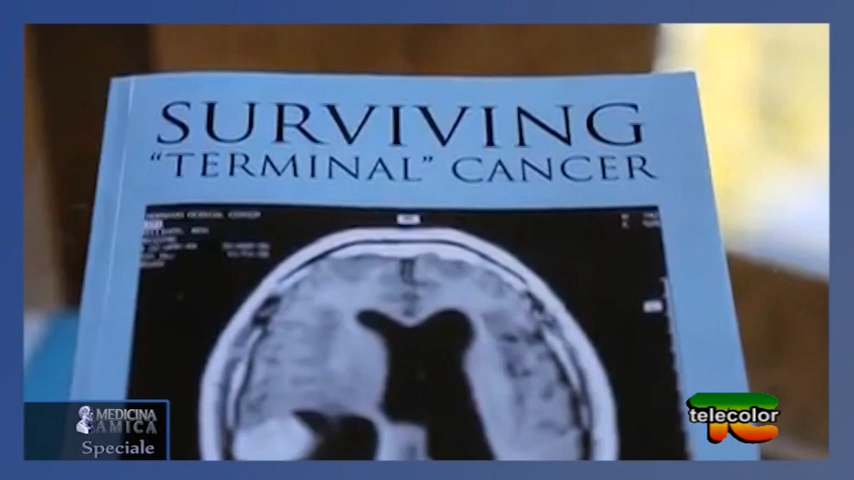 SURVIVING
“TERMINAL” CANCER
MEDICINA
AMICA
Speciale
telecolor